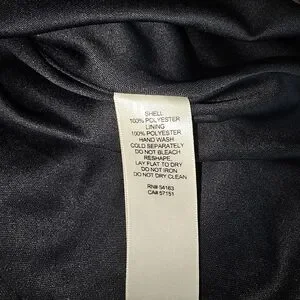 SHELL
100% POLYESTER
LINING
100% POLYESTER
HAND WASH
COLD SEPARATELY
DO NOT BLEACH
RESHAPE,
LAY FLAT TO DRY
DO NOT IRON
DO NOT DRY CLEAN
RN# 54163
CA# 57151